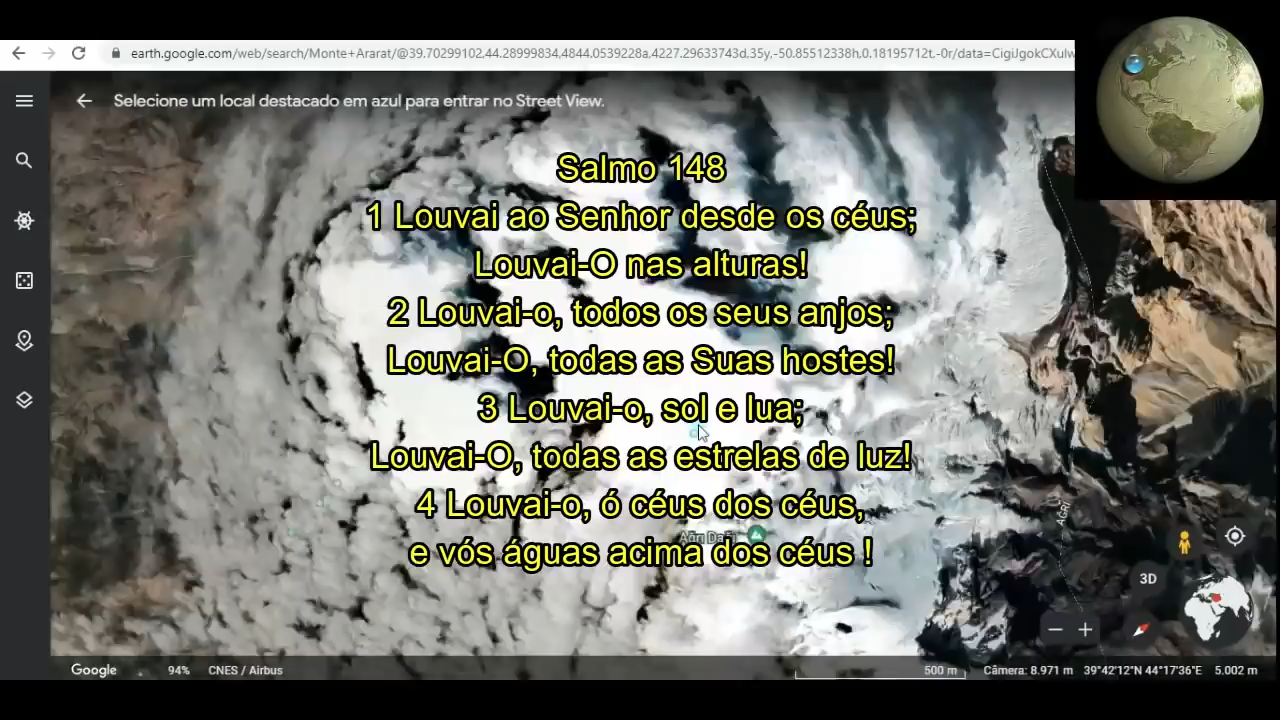 earth.google.com/web/search/Monte+Ararat/@39.70299102,44.28999834,4844.0539228a,4227.29633743d,35y,-50.85512338h,0.18195712t,-0r/data=CigiJgokCXulw
Selecione um local destacado em azul para entrar no Street View.
Salmo 148
1 Louvai ao Senhor desde os céus;
Louvai-O nas alturas!
2 Louvai-o, todos os seus anjos;
Louvai-O, todas as Suas hostes!
3 Louvai-o, sol e lua;
Louvai-O, todas as estrelas de luz!
4 Louvai-o, ó céus dos céus,
AĞRI
Ağrı Dağı
e vós águas acima dos céus !
3D
Google 94% CNES / Airbus 500 m Câmera: 8.971 m 39°42'12"N 44°17'36"E 5.002 m